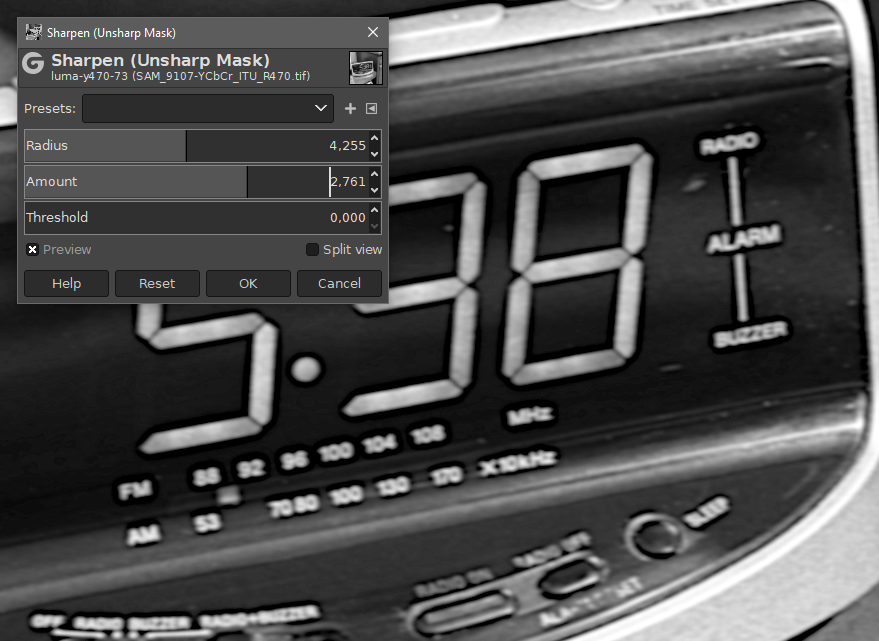 Sharpen (Unsharp Mask)
Sharpen (Unsharp Mask)
luma-y470-73 (SAM_9107-YCbCr_ITU_R470.tif)
Presets:
Radius 4,255
Amount 2,761
Threshold 0,000
Preview Split view
Help Reset OK Cancel
TIME SET
RADIO
ALARM
BUZZER
5.38
MHz
FM 88 92 96 100 104 108
AM 53 70 80 100 130 170 X10kHz
SLEEP
RADIO ON RADIO OFF
OFF RADIO BUZZER RADIO+BUZZER